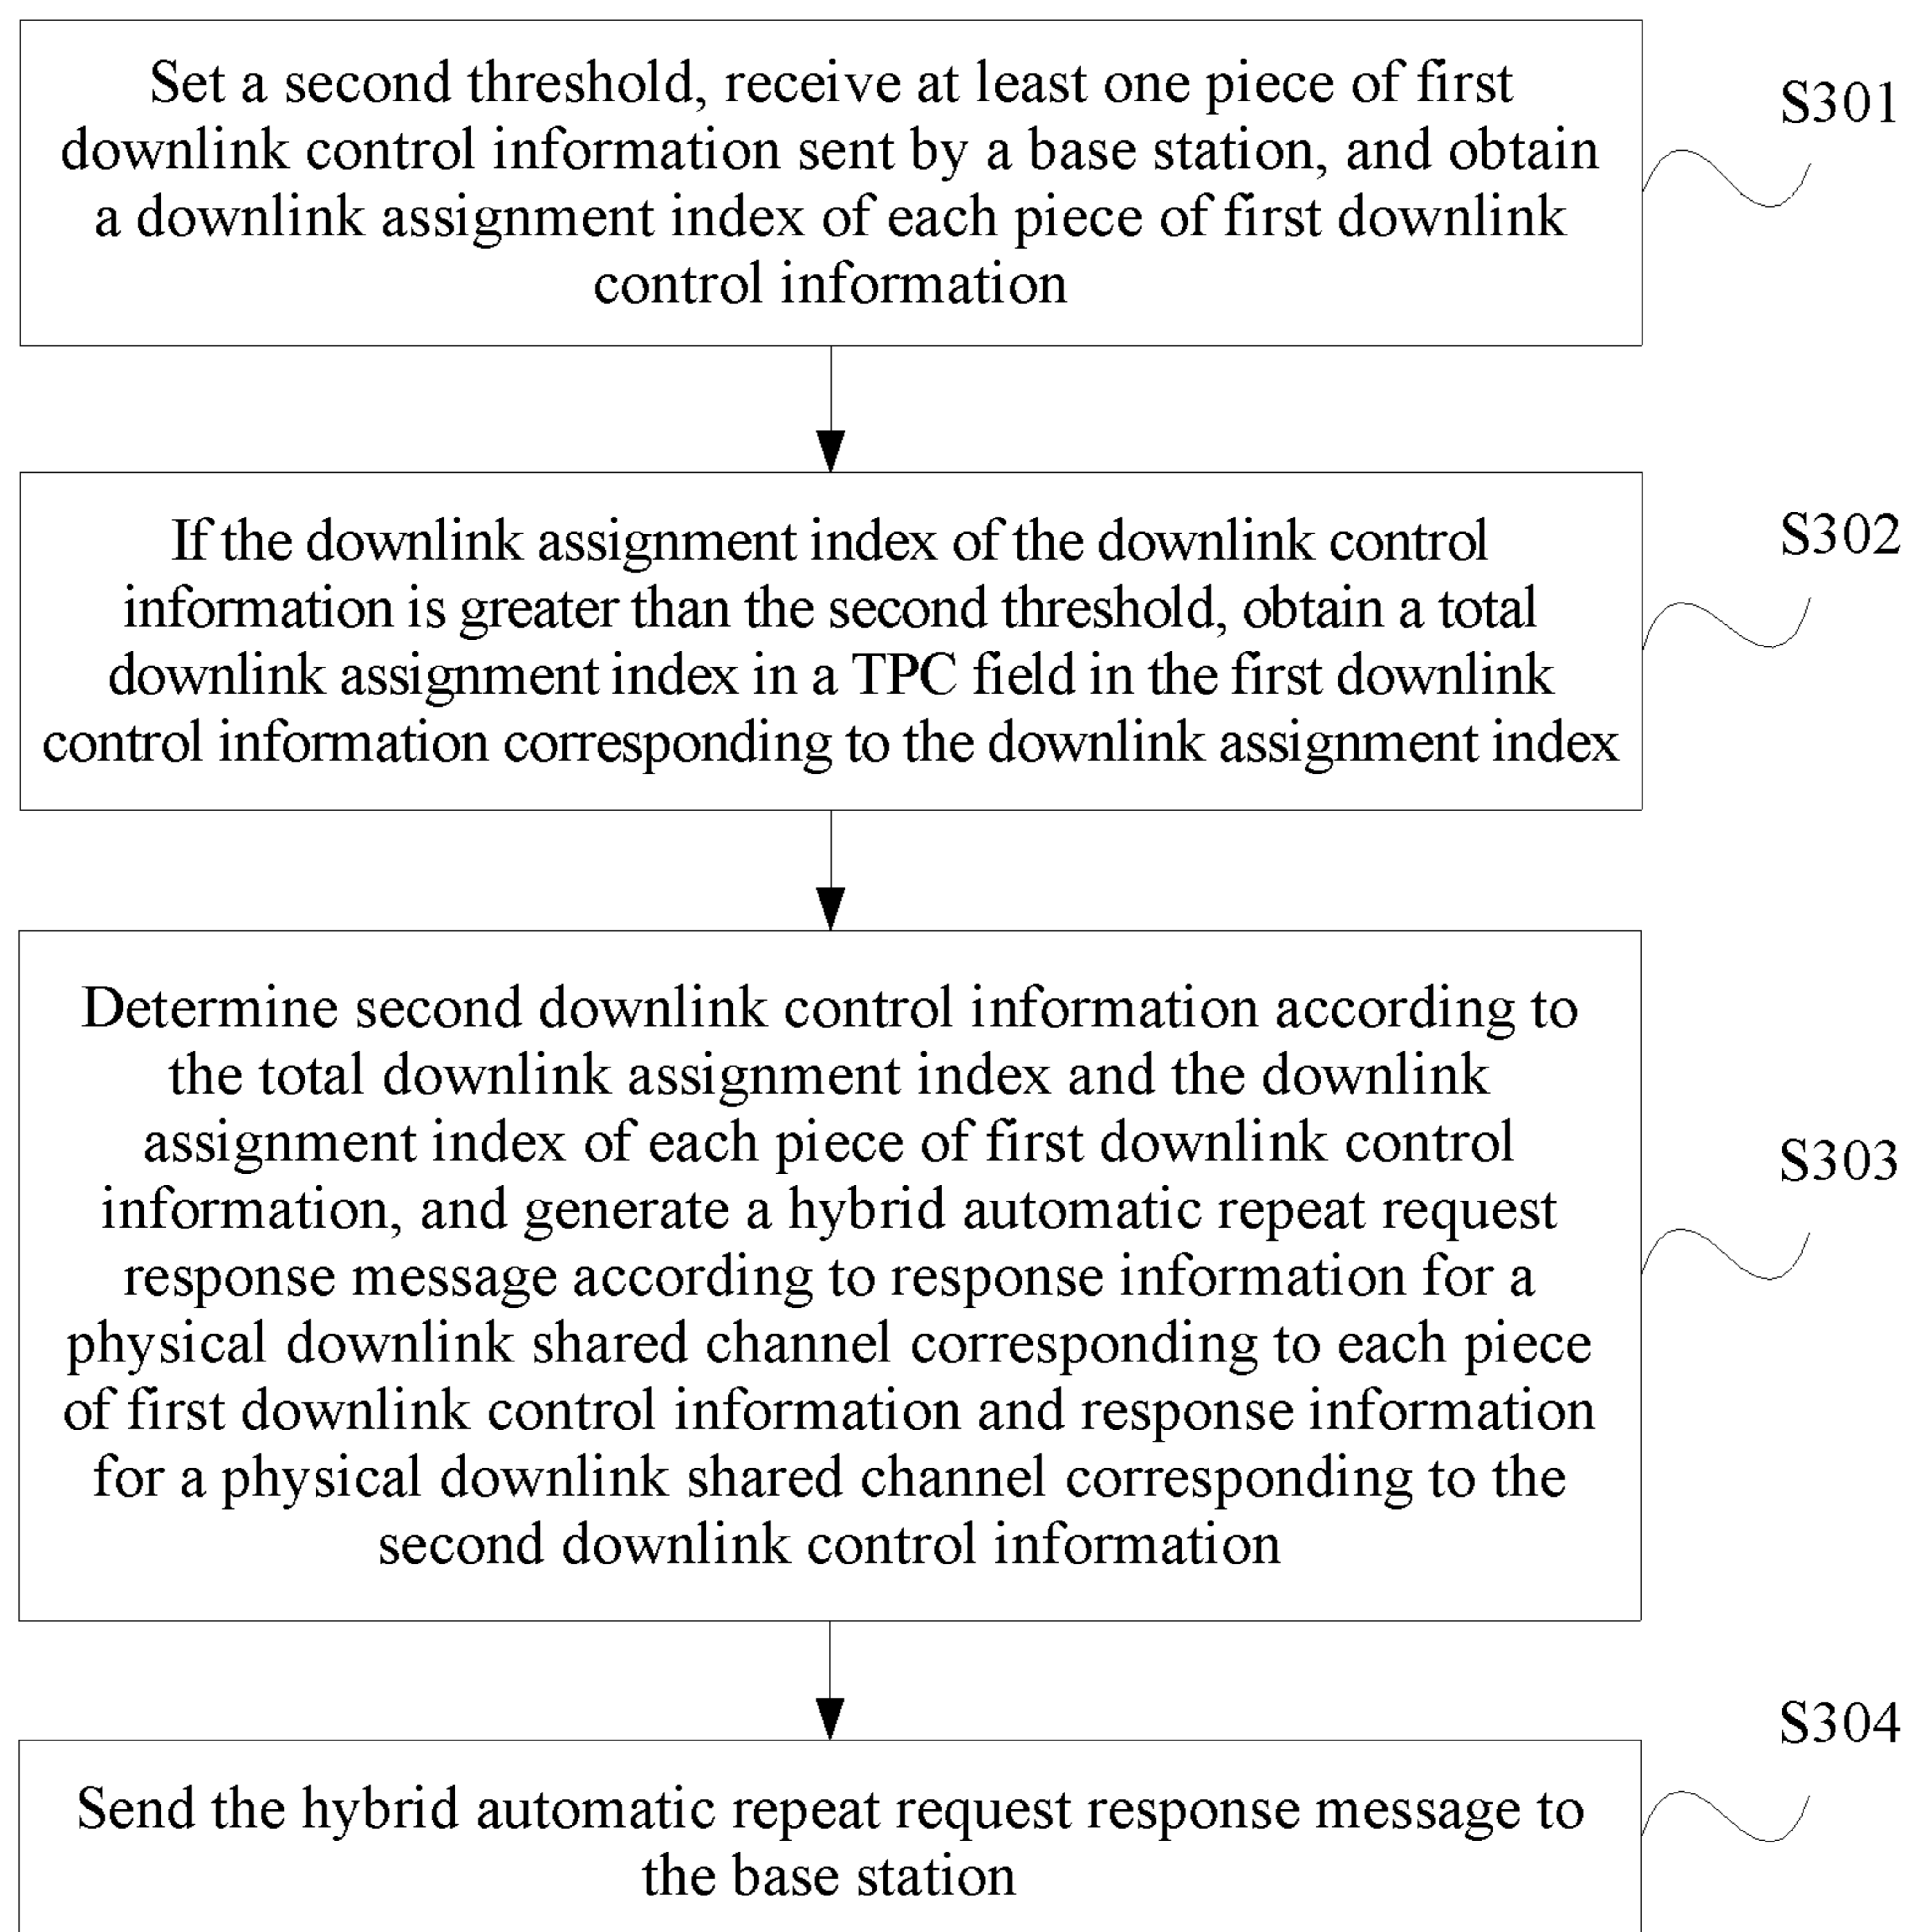 Set a second threshold, receive at least one piece of first
downlink control information sent by a base station, and obtain
a downlink assignment index of each piece of first downlink
control information
S301
If the downlink assignment index of the downlink control
information is greater than the second threshold, obtain a total
downlink assignment index in a TPC field in the first downlink
control information corresponding to the downlink assignment index
S302
Determine second downlink control information according to
the total downlink assignment index and the downlink
assignment index of each piece of first downlink control
information, and generate a hybrid automatic repeat request
response message according to response information for a
physical downlink shared channel corresponding to each piece
of first downlink control information and response information
for a physical downlink shared channel corresponding to the
second downlink control information
S303
Send the hybrid automatic repeat request response message to
the base station
S304